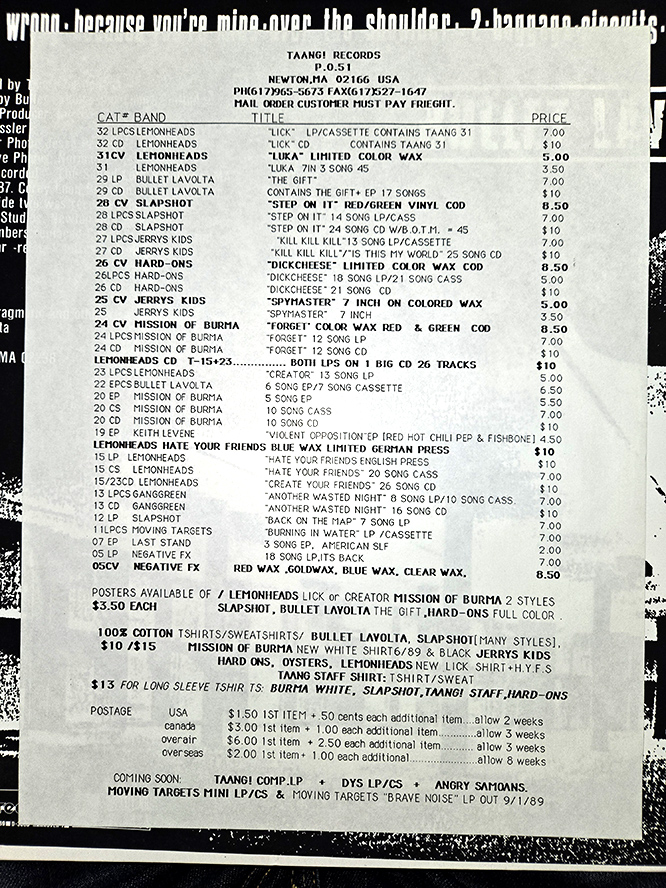 wrong · because you're mine · over the shoulder · 2 · baggage · circuits ·
TAANG! RECORDS
P.O.51
NEWTON,MA 02166 USA
PH(617)965-5673 FAX(617)527-1647
MAIL ORDER CUSTOMER MUST PAY FRIEGHT.
CAT# BAND TITLE PRICE
32 LPCS LEMONHEADS "LICK" LP/CASSETTE CONTAINS TAANG 31 7.00
32 CD LEMONHEADS "LICK" CD CONTAINS TAANG 31 $10
31CV LEMONHEADS "LUKA" LIMITED COLOR WAX 5.00
31 LEMONHEADS "LUKA 7IN 3 SONG 45 3.50
29 LP BULLET LAVOLTA "THE GIFT" 7.00
29 CD BULLET LAVOLTA CONTAINS THE GIFT+ EP 17 SONGS $10
28 CV SLAPSHOT "STEP ON IT" RED/GREEN VINYL COD 8.50
28 LPCS SLAPSHOT "STEP ON IT" 14 SONG LP/CASS 7.00
28 CD SLAPSHOT "STEP ON IT" 24 SONG CD W/B.O.T.M. = 45 $10
27 LPCS JERRYS KIDS "KILL KILL KILL"13 SONG LP/CASSETTE 7.00
27 CD JERRYS KIDS "KILL KILL KILL"/"IS THIS MY WORLD" 25 SONG CD $10
26 CV HARD-ONS "DICKCHEESE" LIMITED COLOR WAX COD 8.50
26LPCS HARD-ONS "DICKCHEESE" 18 SONG LP/21 SONG CASS 7.00
26 CD HARD-ONS "DICKCHEESE" 21 SONG CD $10
25 CV JERRYS KIDS "SPYMASTER" 7 INCH ON COLORED WAX 5.00
25 JERRYS KIDS "SPYMASTER" 7 INCH 3.50
24 CV MISSION OF BURMA "FORGET" COLOR WAX RED & GREEN COD 8.50
24 LPCS MISSION OF BURMA "FORGET" 12 SONG LP 7.00
24 CD MISSION OF BURMA "FORGET" 12 SONG CD $10
LEMONHEADS CD T-15+23.............. BOTH LPS ON 1 BIG CD 26 TRACKS $10
23 LPCS LEMONHEADS "CREATOR" 13 SONG LP 5.00
22 EPCS BULLET LAVOLTA 6 SONG EP/7 SONG CASSETTE 6.50
20 EP MISSION OF BURMA 5 SONG EP 5.50
20 CS MISSION OF BURMA 10 SONG CASS 7.00
20 CD MISSION OF BURMA 10 SONG CD $10
19 EP KEITH LEVENE "VIOLENT OPPOSITION"EP [RED HOT CHILI PEP & FISHBONE] 4.50
LEMONHEADS HATE YOUR FRIENDS BLUE WAX LIMITED GERMAN PRESS $10
15 LP LEMONHEADS "HATE YOUR FRIENDS ENGLISH PRESS $10
15 CS LEMONHEADS "HATE YOUR FRIENDS" 20 SONG CASS 7.00
15/23CD LEMONHEADS "CREATE YOUR FRIENDS" 26 SONG CD $10
13 LPCS GANGGREEN "ANOTHER WASTED NIGHT" 8 SONG LP/10 SONG CASS. 7.00
13 CD GANGGREEN "ANOTHER WASTED NIGHT" 16 SONG CD $10
12 LP SLAPSHOT "BACK ON THE MAP" 7 SONG LP 7.00
11LPCS MOVING TARGETS "BURNING IN WATER" LP /CASSETTE 7.00
07 EP LAST STAND 3 SONG EP, AMERICAN SLF 2.00
05 LP NEGATIVE FX 18 SONG LP,ITS BACK 7.00
05CV NEGATIVE FX RED WAX ,GOLDWAX, BLUE WAX, CLEAR WAX, 8.50
POSTERS AVAILABLE OF / LEMONHEADS LICK or CREATOR MISSION OF BURMA 2 STYLES
$3.50 EACH SLAPSHOT, BULLET LAVOLTA THE GIFT ,HARD-ONS FULL COLOR .
100% COTTON TSHIRTS/SWEATSHIRTS/ BULLET LAVOLTA, SLAPSHOT[MANY STYLES],
$10 /$15 MISSION OF BURMA NEW WHITE SHIRT6/89 & BLACK JERRYS KIDS
HARD ONS, OYSTERS, LEMONHEADS NEW LICK SHIRT+H.Y.F.S
TAANG STAFF SHIRT: TSHIRT/SWEAT
$13 FOR LONG SLEEVE TSHIR TS: BURMA WHITE, SLAPSHOT,TAANG! STAFF,HARD-ONS
POSTAGE USA $1.50 1ST ITEM + .50 cents each additional item....allow 2 weeks
canada $3.00 1st item + 1.00 each additional item..........allow 3 weeks
overair $6.00 1st item + 2.50 each additional item..........allow 3 weeks
overseas $2.00 1st item+ 1.00 each additional....................allow 8 weeks
COMING SOON: TAANG! COMP.LP + DYS LP/CS + ANGRY SAMOANS.
MOVING TARGETS MINI LP/CS & MOVING TARGETS "BRAVE NOISE" LP OUT 9/1/89